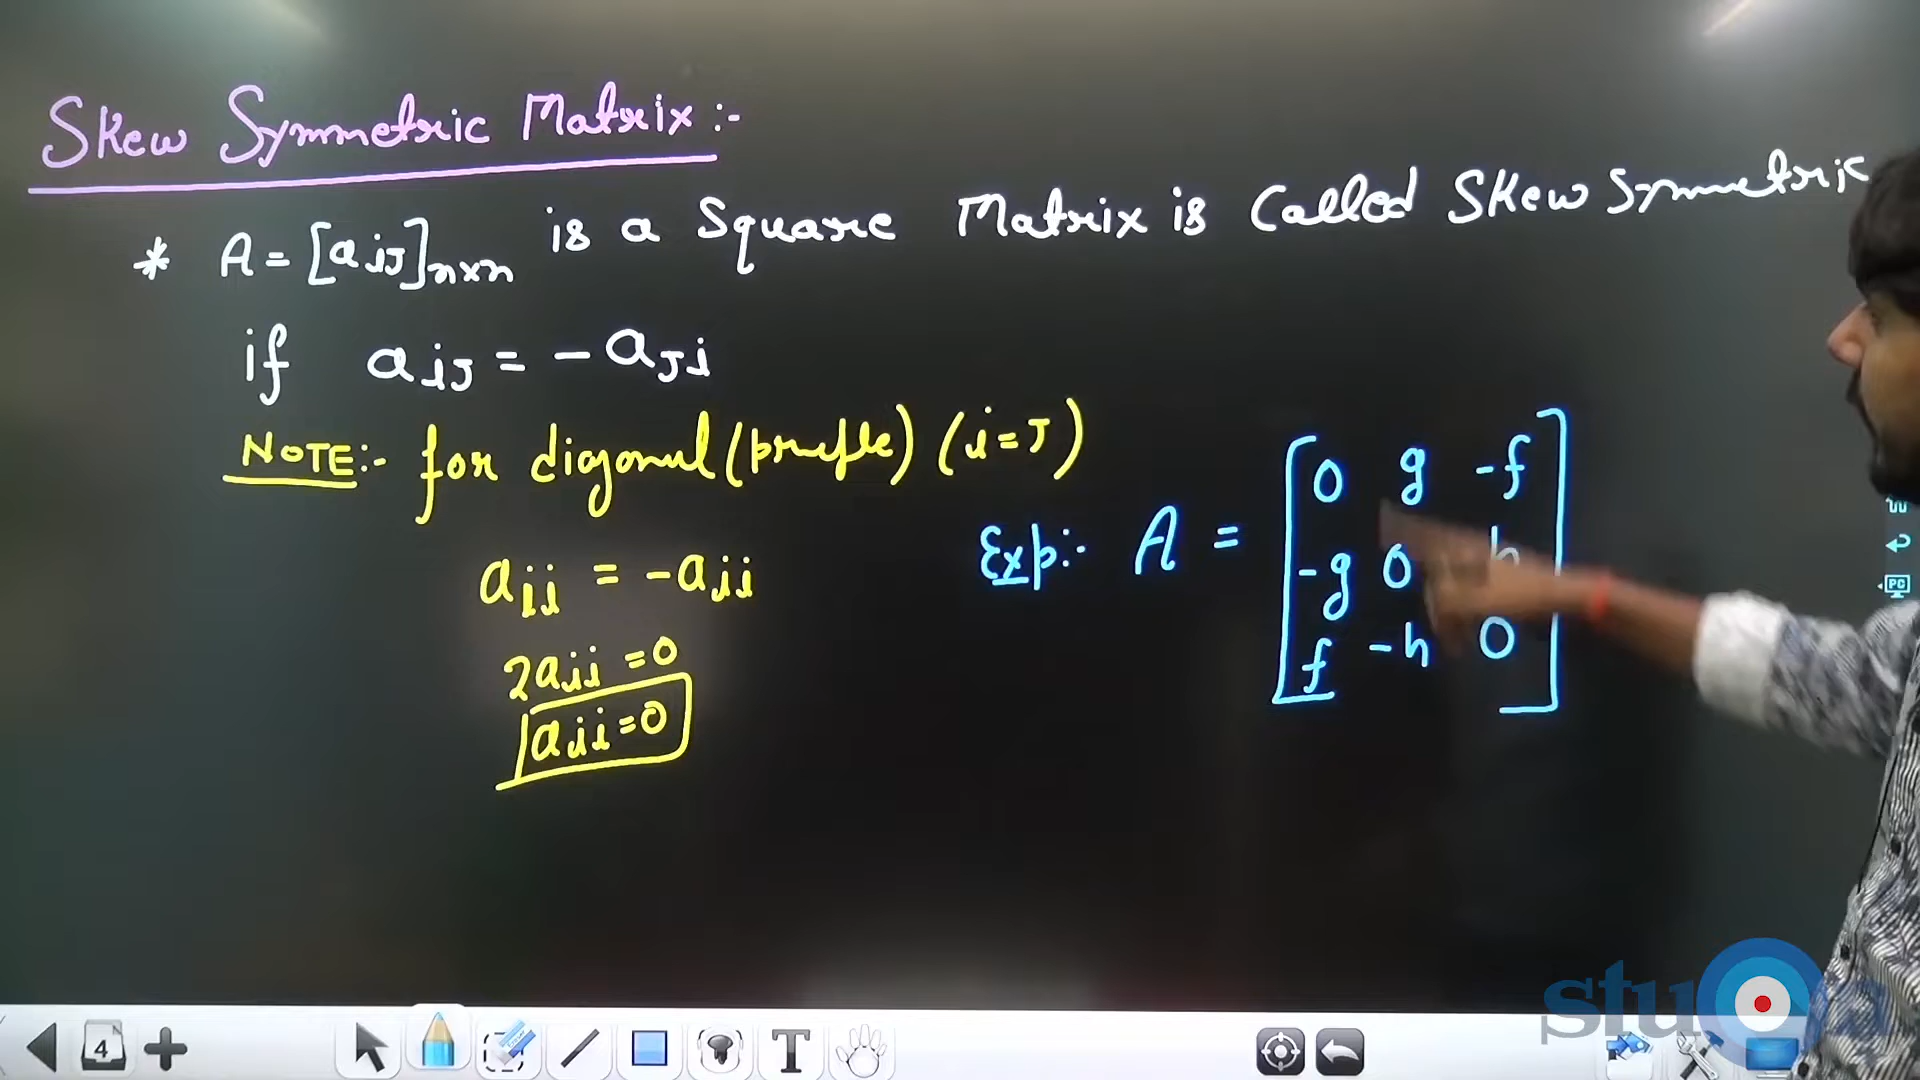 Skew Symmetric Matrix :-
* A = [aij]n×n is a Square Matrix is Called Skew Symmetric
if aij = -aji
NOTE:- for diagonal (principle) (i=j)
aii = -aii
2aii = 0
aii = 0
Exp:- A =
0 g -f
-g 0 h
f -h 0
4
T
PC